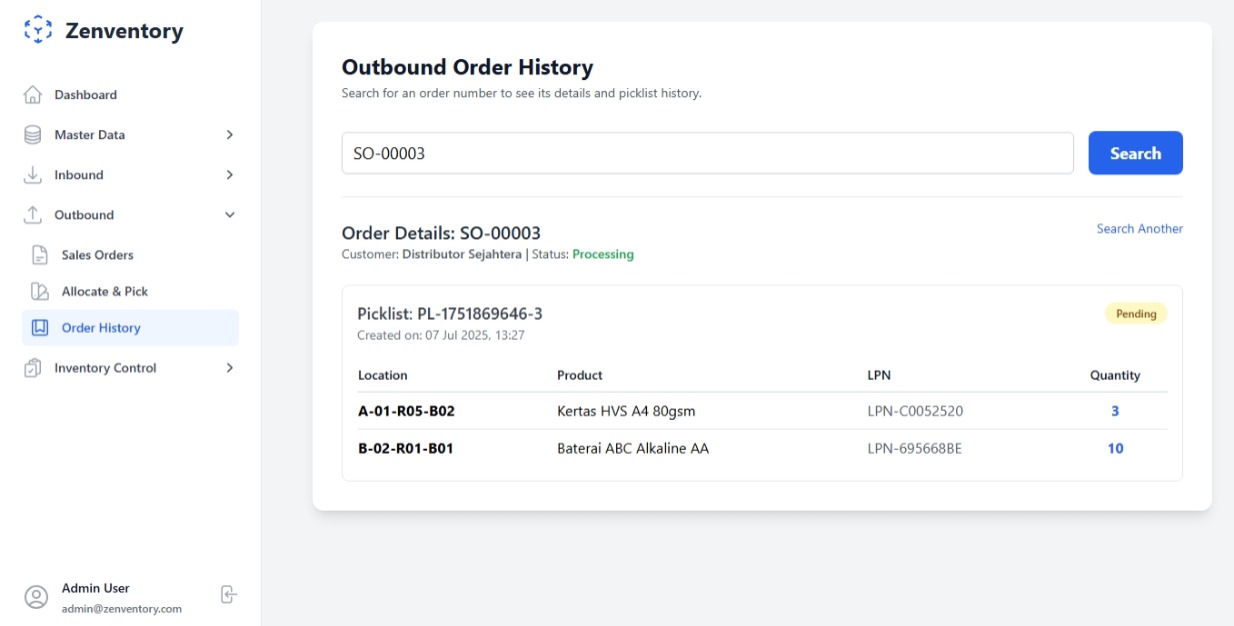 Zenventory
Dashboard
Master Data
Inbound
Outbound
Sales Orders
Allocate & Pick
Order History
Inventory Control
Admin User
admin@zenventory.com
Outbound Order History
Search for an order number to see its details and picklist history.
SO-00003 Search
Order Details: SO-00003 Search Another
Customer: Distributor Sejahtera | Status: Processing
Picklist: PL-1751869646-3 Pending
Created on: 07 Jul 2025, 13:27
Location Product LPN Quantity
A-01-R05-B02 Kertas HVS A4 80gsm LPN-C0052520 3
B-02-R01-B01 Baterai ABC Alkaline AA LPN-695668BE 10